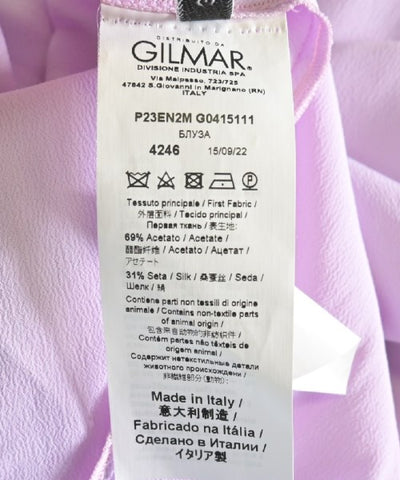 DISTRIBUITO DA
GILMAR®
DIVISIONE INDUSTRIA SPA
Via Malpasso, 723/725
47842 S.Giovanni in Marignano (RN)
ITALY
P23EN2M G0415111
БЛУЗА
4246 15/09/22
Tessuto principale / First Fabric /
外层面料 / Tecido principal /
Первая ткань / 表生地/
69% Acetato / Acetate /
醋酯纤维 / Acetato / Ацетат /
アセテート
31% Seta / Silk / 桑蚕丝 / Seda /
Шелк / 絹
Contiene parti non tessili di origine
animale / Contains non-textile parts
of animal origin /
包含来自动物的非纺织件 /
Contém partes não têxteis de
origem animal /
Содержит нетекстильные детали
животного происхождени /
非繊維部分 (動物) :
Made in Italy /
意大利制造 /
Fabricado na Itália /
Сделано в Италии /
イタリア製